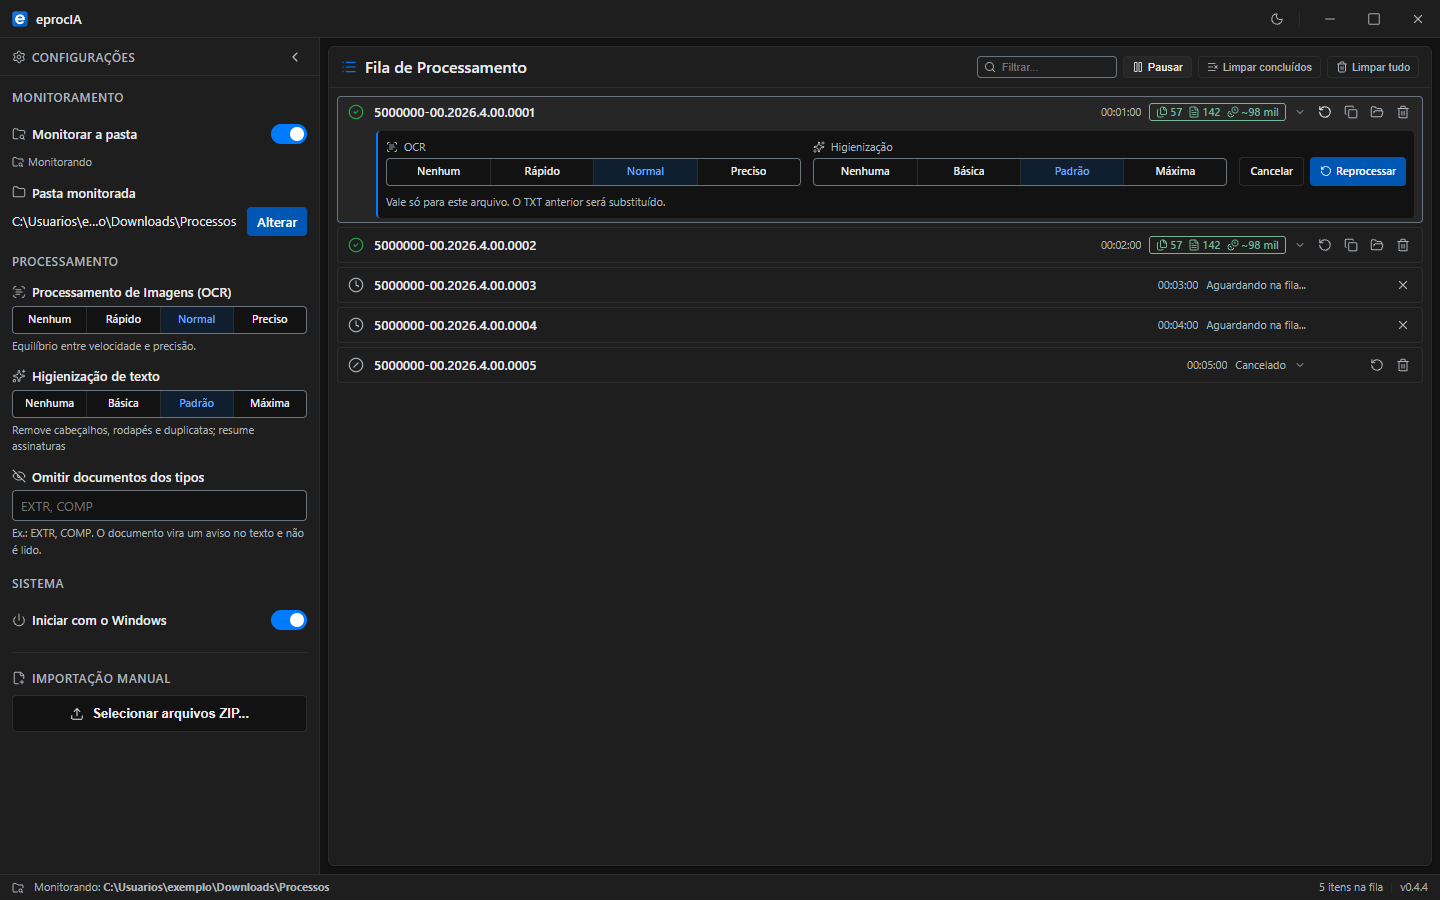 eprocIA
CONFIGURAÇÕES
MONITORAMENTO
Monitorar a pasta
Monitorando
Pasta monitorada
C:\Usuarios\e...o\Downloads\Processos
Alterar
PROCESSAMENTO
Processamento de Imagens (OCR)
Nenhum Rápido Normal Preciso
Equilíbrio entre velocidade e precisão.
Higienização de texto
Nenhuma Básica Padrão Máxima
Remove cabeçalhos, rodapés e duplicatas; resume
assinaturas
Omitir documentos dos tipos
EXTR, COMP
Ex.: EXTR, COMP. O documento vira um aviso no texto e não
é lido.
SISTEMA
Iniciar com o Windows
IMPORTAÇÃO MANUAL
Selecionar arquivos ZIP...
Fila de Processamento
Filtrar...
Pausar
Limpar concluídos
Limpar tudo
5000000-00.2026.4.00.0001 00:01:00 57 142 ~98 mil
OCR
Nenhum Rápido Normal Preciso
Higienização
Nenhuma Básica Padrão Máxima
Cancelar
Reprocessar
Vale só para este arquivo. O TXT anterior será substituído.
5000000-00.2026.4.00.0002 00:02:00 57 142 ~98 mil
5000000-00.2026.4.00.0003 00:03:00 Aguardando na fila...
5000000-00.2026.4.00.0004 00:04:00 Aguardando na fila...
5000000-00.2026.4.00.0005 00:05:00 Cancelado
Monitorando: C:\Usuarios\exemplo\Downloads\Processos
5 itens na fila
v0.4.4